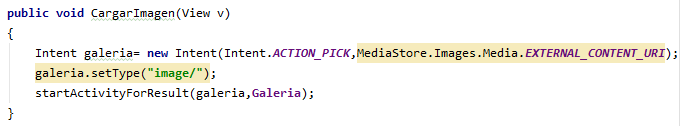 public void CargarImagen(View v)
{
Intent galeria= new Intent(Intent.ACTION_PICK,MediaStore.Images.Media.EXTERNAL_CONTENT_URI);
galeria.setType("image/");
startActivityForResult(galeria,Galeria);
}